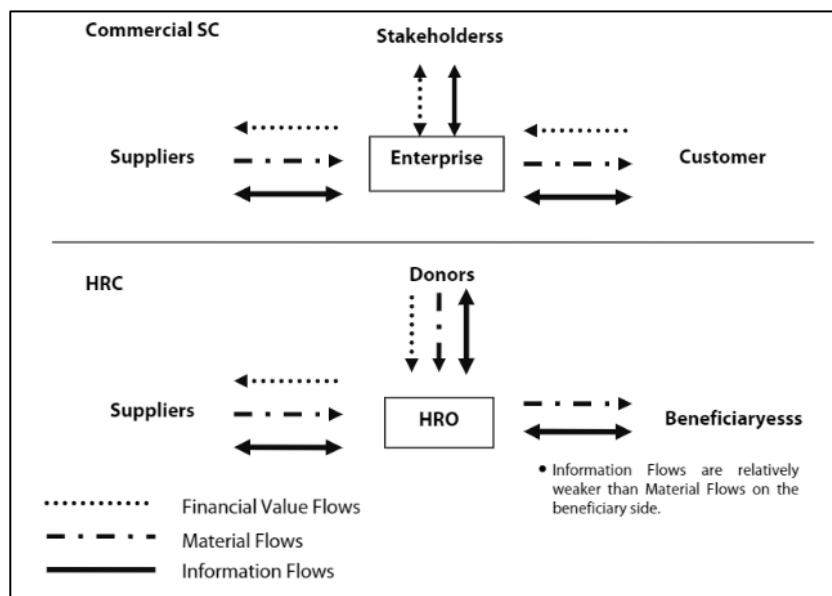 Commercial SC
Stakeholderss
Suppliers
Enterprise
Customer
HRC
Donors
Suppliers
HRO
Beneficiaryesss
• Information Flows are relatively
weaker than Material Flows on the
beneficiary side.
Financial Value Flows
Material Flows
Information Flows